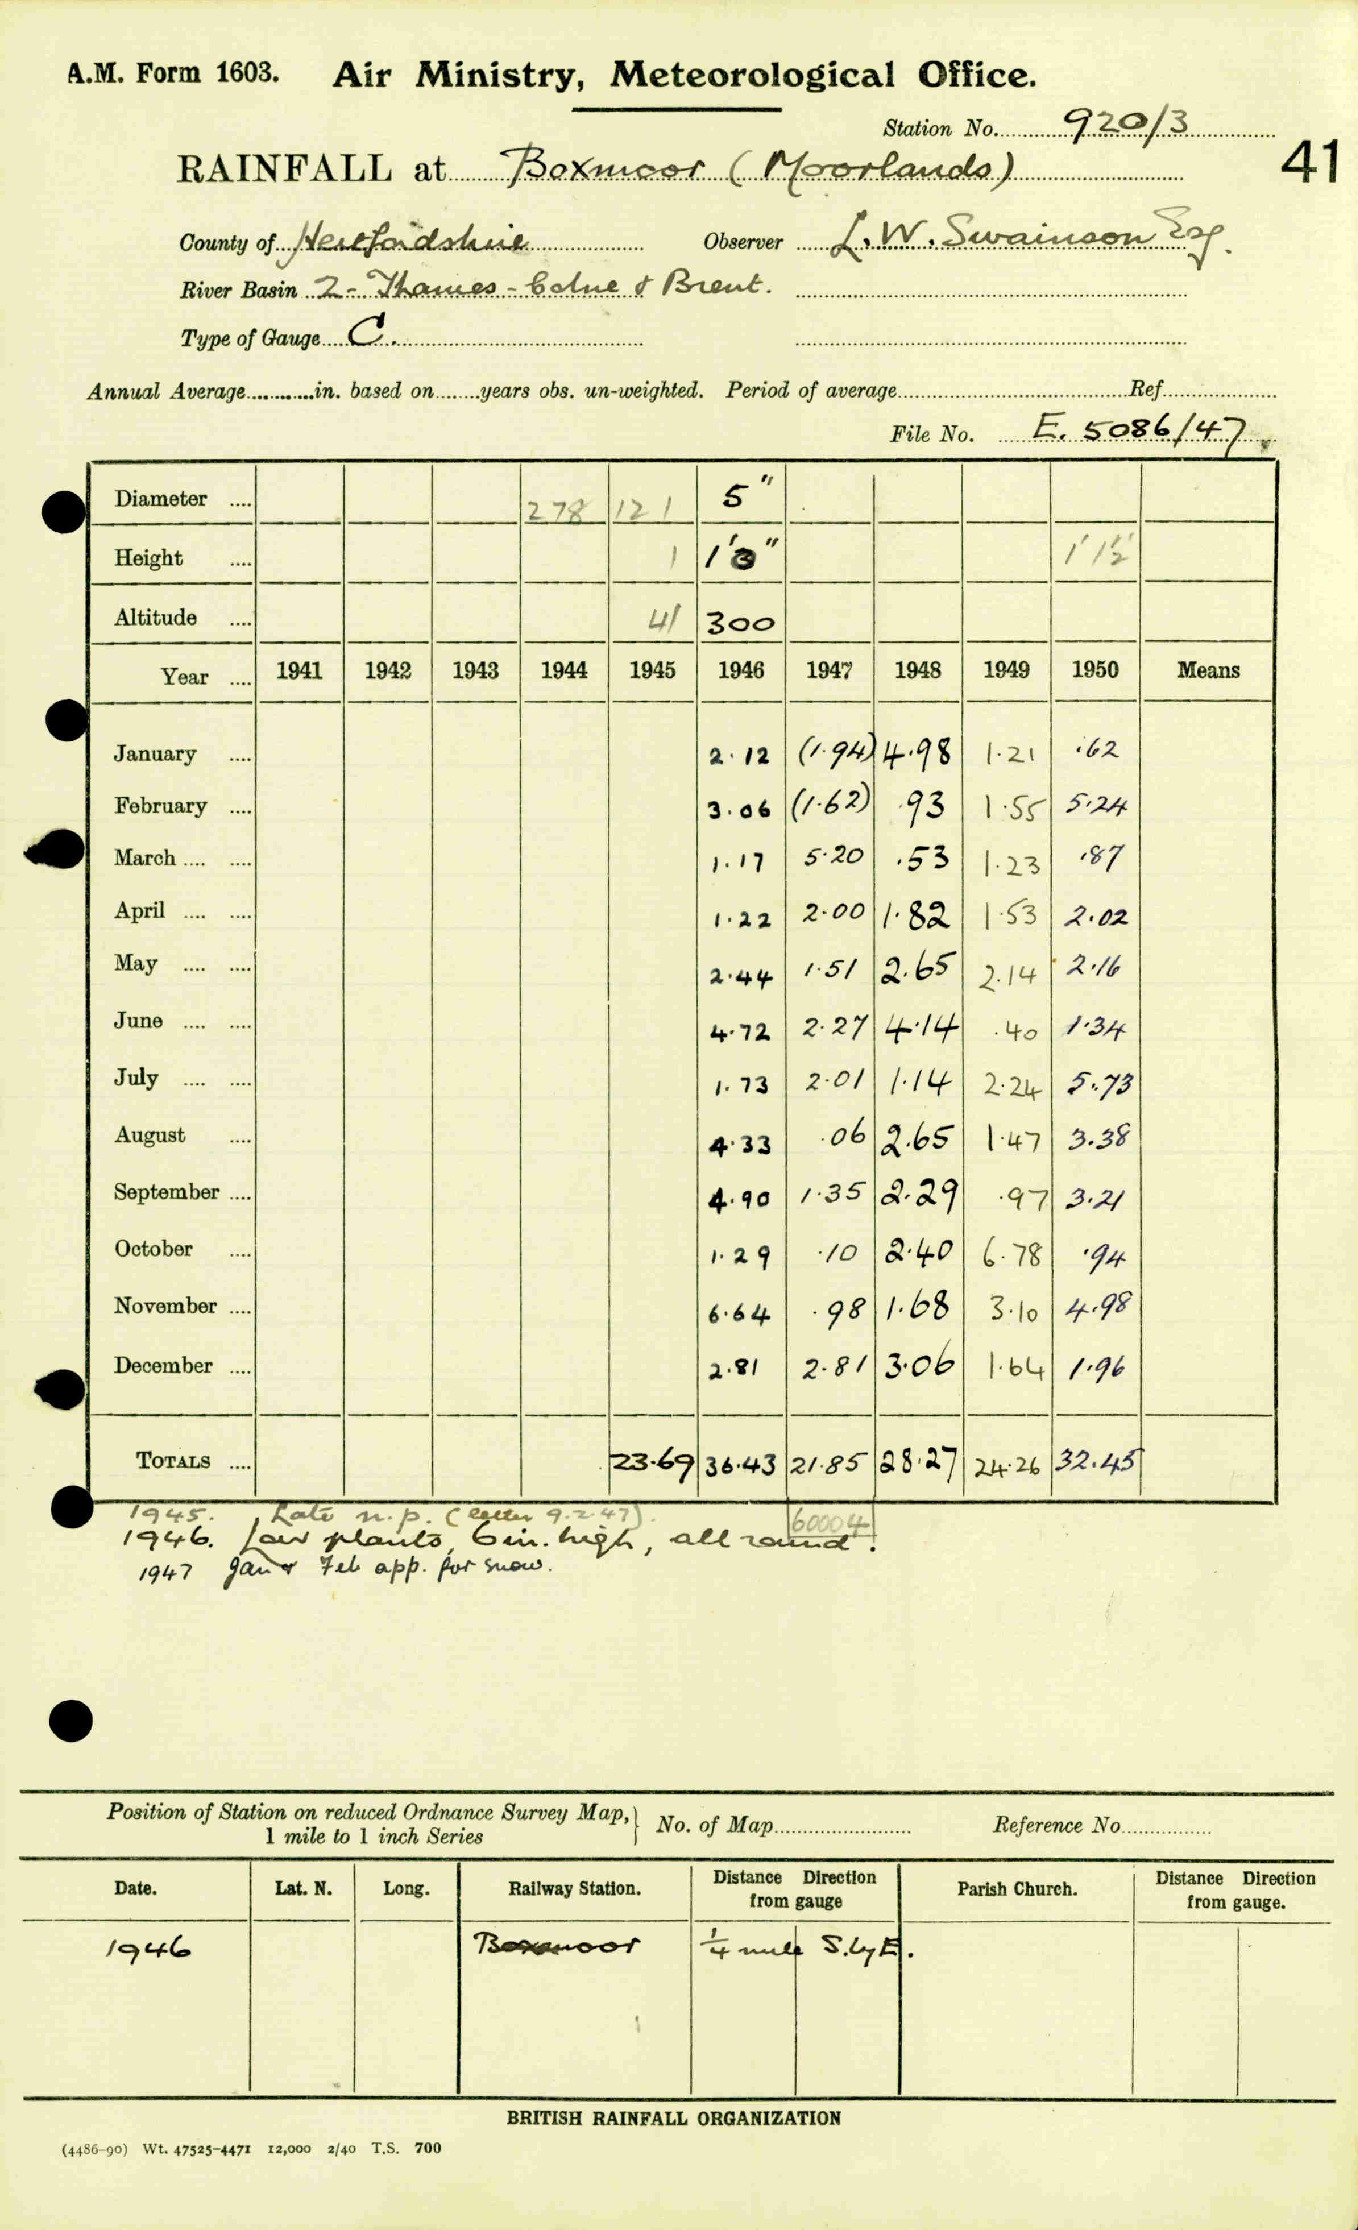 A.M. Form 1603. Air Ministry, Meteorological Office.
Station No. 920/3
41
RAINFALL at Boxmoor (Moorlands)
County of Hertfordshire Observer L. W. Swainson Esq.
River Basin 2 - Thames - Colne & Brent.
Type of Gauge C.
Annual Average............in. based on........years obs. un-weighted. Period of average........Ref........
File No. E. 5086/47
Diameter .... 278 121 5"
Height .... 1 1'3" 1'1½"
Altitude .... 41 300
Year .... 1941 1942 1943 1944 1945 1946 1947 1948 1949 1950 Means
January .... 2.12 (1.94) 4.98 1.21 .62
February .... 3.06 (1.62) .93 1.55 5.24
March .... .... 1.17 5.20 .53 1.23 .87
April .... .... 1.22 2.00 1.82 1.53 2.02
May .... .... 2.44 1.51 2.65 2.14 2.16
June .... .... 4.72 2.27 4.14 .40 1.34
July .... .... 1.73 2.01 1.14 2.24 5.73
August .... 4.33 .06 2.65 1.47 3.38
September .... 4.90 1.35 2.29 .97 3.21
October .... 1.29 .10 2.40 6.78 .94
November .... 6.64 .98 1.68 3.10 4.98
December .... 2.81 2.81 3.06 1.64 1.96
TOTALS .... 23.69 36.43 21.85 28.27 24.26 32.45
1945. Late n.p. (letter 9.2.47). 60004
1946. Low plants, 6in. high, all round.
1947 Jan & Feb app. for snow.
Position of Station on reduced Ordnance Survey Map, 1 mile to 1 inch Series } No. of Map........ Reference No........
Date. Lat. N. Long. Railway Station. Distance Direction from gauge Parish Church. Distance Direction from gauge.
1946 Boxmoor ¼ mile S. by E.
BRITISH RAINFALL ORGANIZATION
(4486-90) Wt. 47525-4471 12,000 2/40 T.S. 700